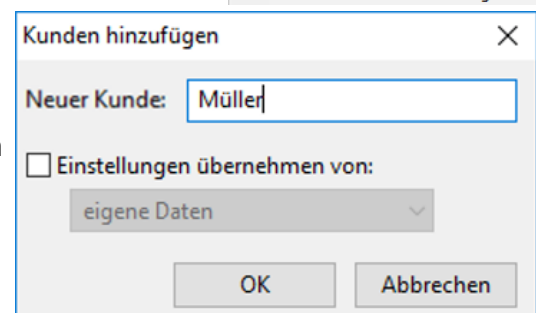 Kunden hinzufügen
Neuer Kunde: Müller
Einstellungen übernehmen von:
eigene Daten
OK Abbrechen